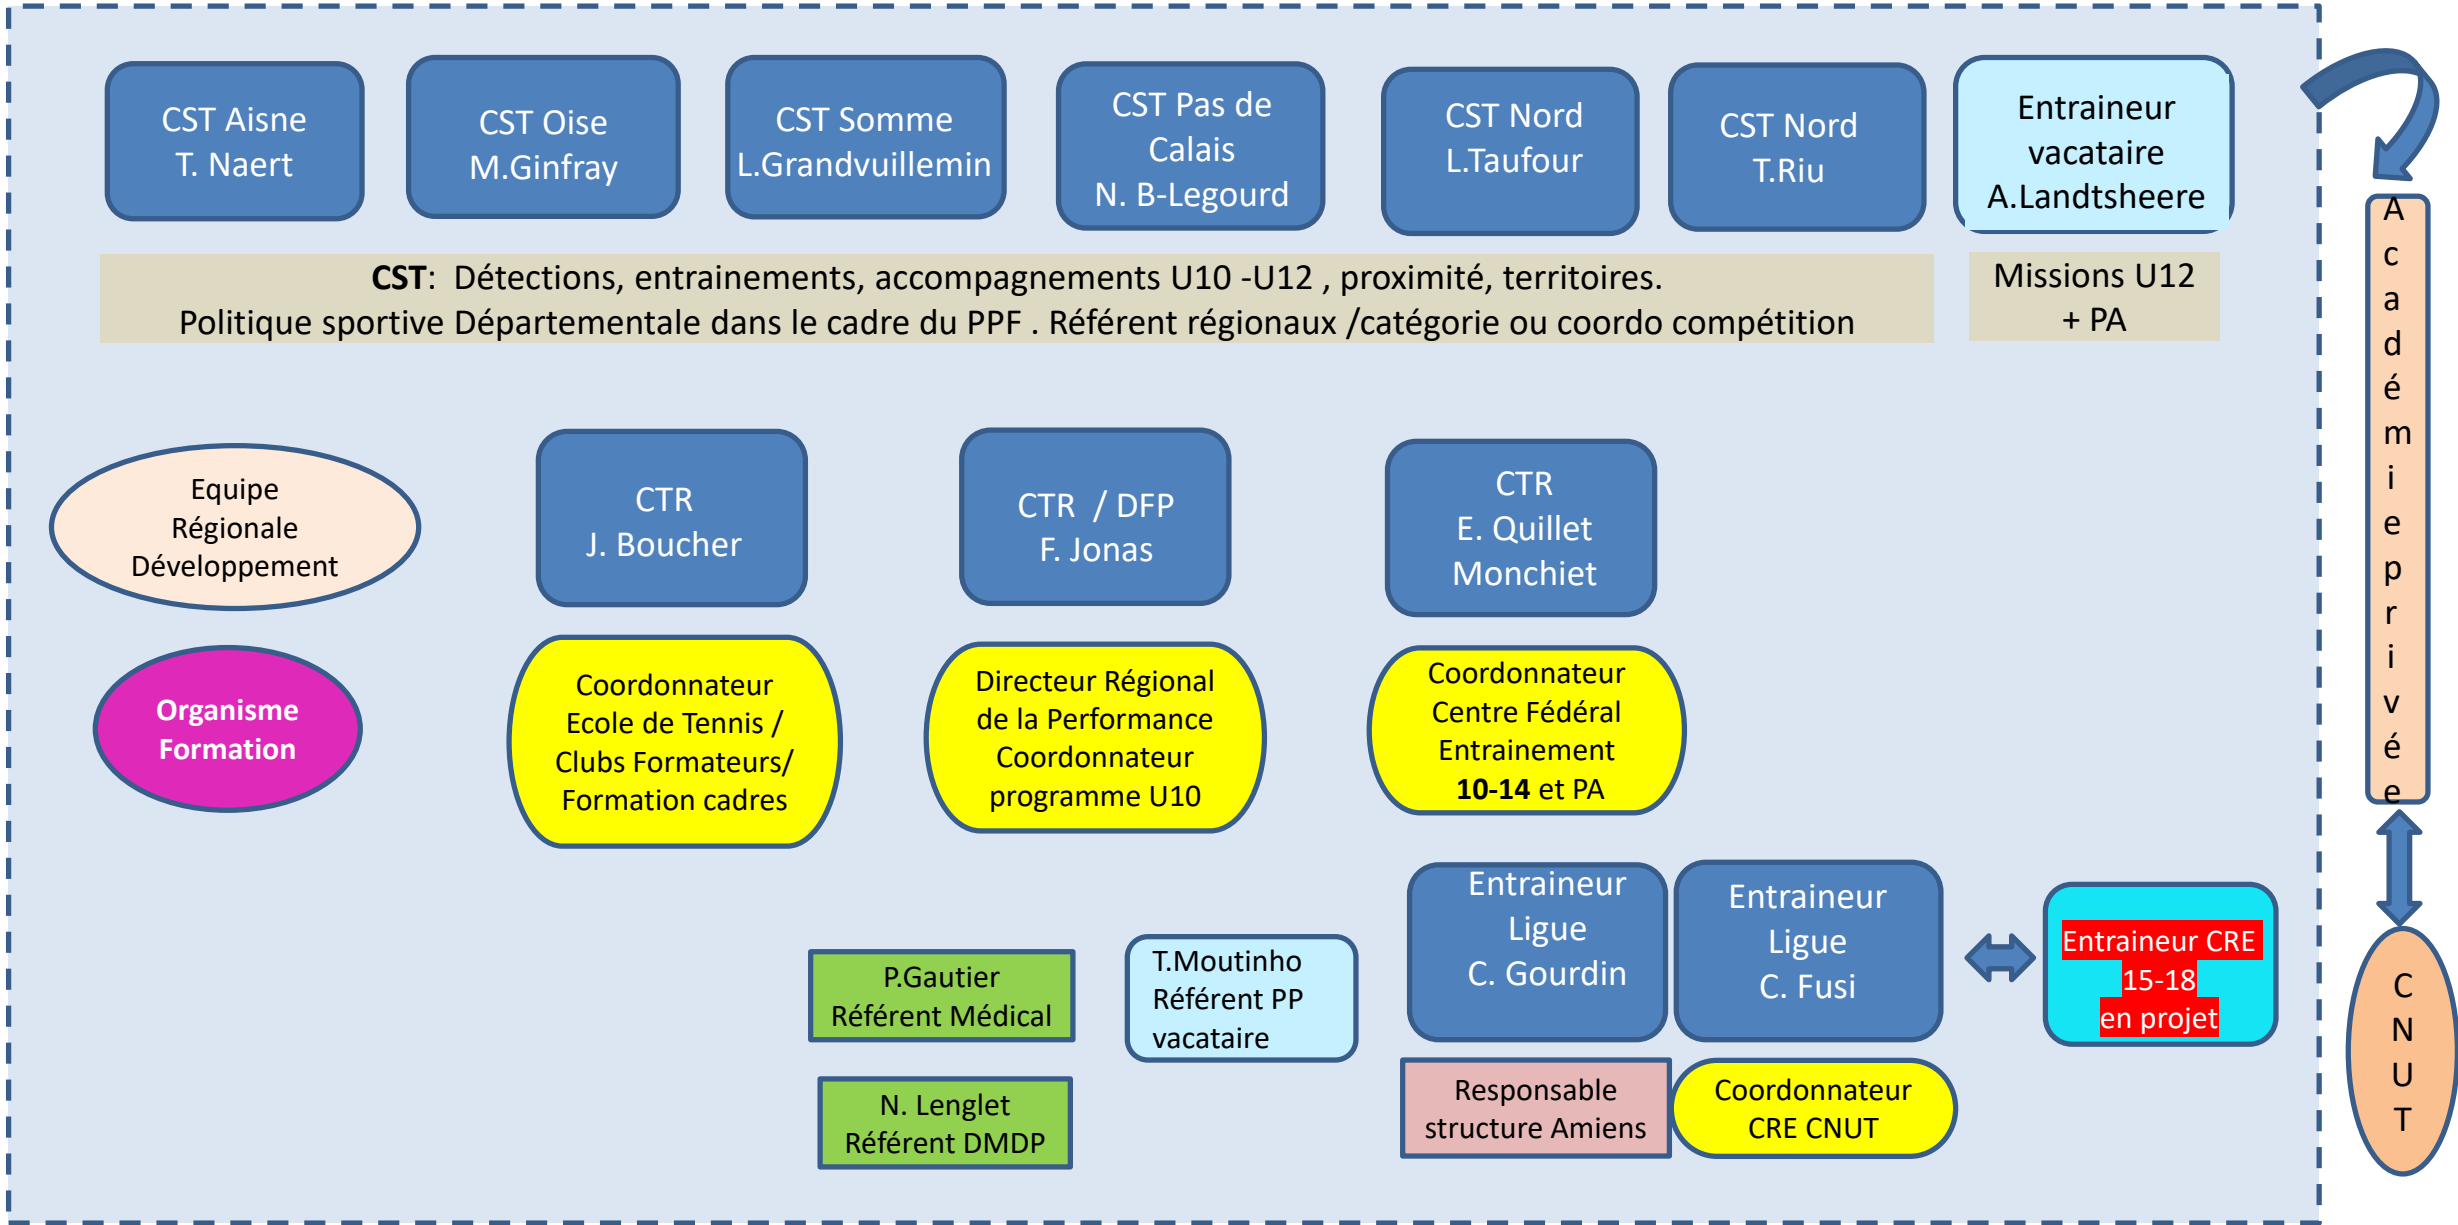 CST Aisne
T. Naert
CST Oise
M.Ginfray
CST Somme
L.Grandvuillemin
CST Pas de
Calais
N. B-Legourd
CST Nord
L.Taufour
CST Nord
T.Riu
Entraineur
vacataire
A.Landtsheere
CST:  Détections, entrainements, accompagnements U10 -U12 , proximité, territoires.
Politique sportive Départementale dans le cadre du PPF . Référent régionaux /catégorie ou coordo compétition
Missions U12
+ PA
Equipe
Régionale
Développement
CTR
J. Boucher
CTR  / DFP
F. Jonas
CTR
E. Quillet
Monchiet
Organisme
Formation
Coordonnateur
Ecole de Tennis /
Clubs Formateurs/
Formation cadres
Directeur Régional
de la Performance
Coordonnateur
programme U10
Coordonnateur
Centre Fédéral
Entrainement
10-14 et PA
P.Gautier
Référent Médical
N. Lenglet
Référent DMDP
T.Moutinho
Référent PP
vacataire
Entraineur
Ligue
C. Gourdin
Entraineur
Ligue
C. Fusi
Responsable
structure Amiens
Coordonnateur
CRE CNUT
Entraineur CRE
15-18
en projet
A
c
a
d
é
m
i
e
p
r
i
v
é
e
C
N
U
T